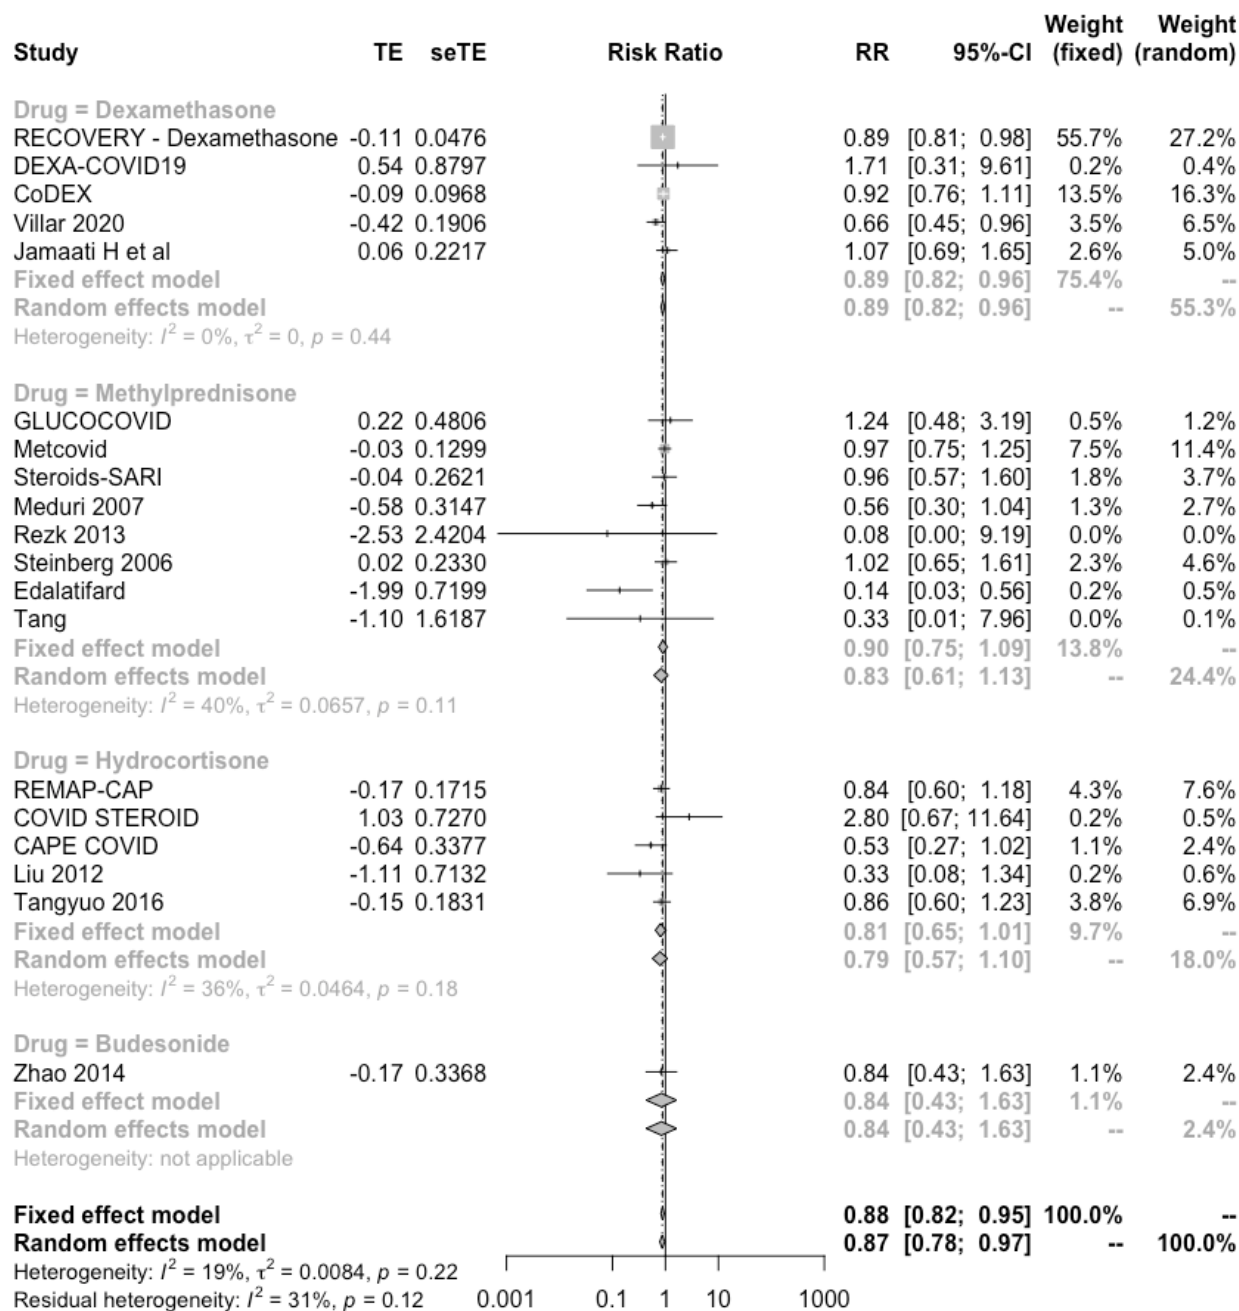 Weight Weight
Study TE seTE Risk Ratio RR 95%-CI (fixed) (random)
Drug = Dexamethasone
RECOVERY - Dexamethasone -0.11 0.0476 0.89 [0.81; 0.98] 55.7% 27.2%
DEXA-COVID19 0.54 0.8797 1.71 [0.31; 9.61] 0.2% 0.4%
CoDEX -0.09 0.0968 0.92 [0.76; 1.11] 13.5% 16.3%
Villar 2020 -0.42 0.1906 0.66 [0.45; 0.96] 3.5% 6.5%
Jamaati H et al 0.06 0.2217 1.07 [0.69; 1.65] 2.6% 5.0%
Fixed effect model 0.89 [0.82; 0.96] 75.4% --
Random effects model 0.89 [0.82; 0.96] -- 55.3%
Heterogeneity: I² = 0%, τ² = 0, p = 0.44
Drug = Methylprednisone
GLUCOCOVID 0.22 0.4806 1.24 [0.48; 3.19] 0.5% 1.2%
Metcovid -0.03 0.1299 0.97 [0.75; 1.25] 7.5% 11.4%
Steroids-SARI -0.04 0.2621 0.96 [0.57; 1.60] 1.8% 3.7%
Meduri 2007 -0.58 0.3147 0.56 [0.30; 1.04] 1.3% 2.7%
Rezk 2013 -2.53 2.4204 0.08 [0.00; 9.19] 0.0% 0.0%
Steinberg 2006 0.02 0.2330 1.02 [0.65; 1.61] 2.3% 4.6%
Edalatifard -1.99 0.7199 0.14 [0.03; 0.56] 0.2% 0.5%
Tang -1.10 1.6187 0.33 [0.01; 7.96] 0.0% 0.1%
Fixed effect model 0.90 [0.75; 1.09] 13.8% --
Random effects model 0.83 [0.61; 1.13] -- 24.4%
Heterogeneity: I² = 40%, τ² = 0.0657, p = 0.11
Drug = Hydrocortisone
REMAP-CAP -0.17 0.1715 0.84 [0.60; 1.18] 4.3% 7.6%
COVID STEROID 1.03 0.7270 2.80 [0.67; 11.64] 0.2% 0.5%
CAPE COVID -0.64 0.3377 0.53 [0.27; 1.02] 1.1% 2.4%
Liu 2012 -1.11 0.7132 0.33 [0.08; 1.34] 0.2% 0.6%
Tangyuo 2016 -0.15 0.1831 0.86 [0.60; 1.23] 3.8% 6.9%
Fixed effect model 0.81 [0.65; 1.01] 9.7% --
Random effects model 0.79 [0.57; 1.10] -- 18.0%
Heterogeneity: I² = 36%, τ² = 0.0464, p = 0.18
Drug = Budesonide
Zhao 2014 -0.17 0.3368 0.84 [0.43; 1.63] 1.1% 2.4%
Fixed effect model 0.84 [0.43; 1.63] 1.1% --
Random effects model 0.84 [0.43; 1.63] -- 2.4%
Heterogeneity: not applicable
Fixed effect model 0.88 [0.82; 0.95] 100.0% --
Random effects model 0.87 [0.78; 0.97] -- 100.0%
Heterogeneity: I² = 19%, τ² = 0.0084, p = 0.22
Residual heterogeneity: I² = 31%, p = 0.12 0.001 0.1 1 10 1000